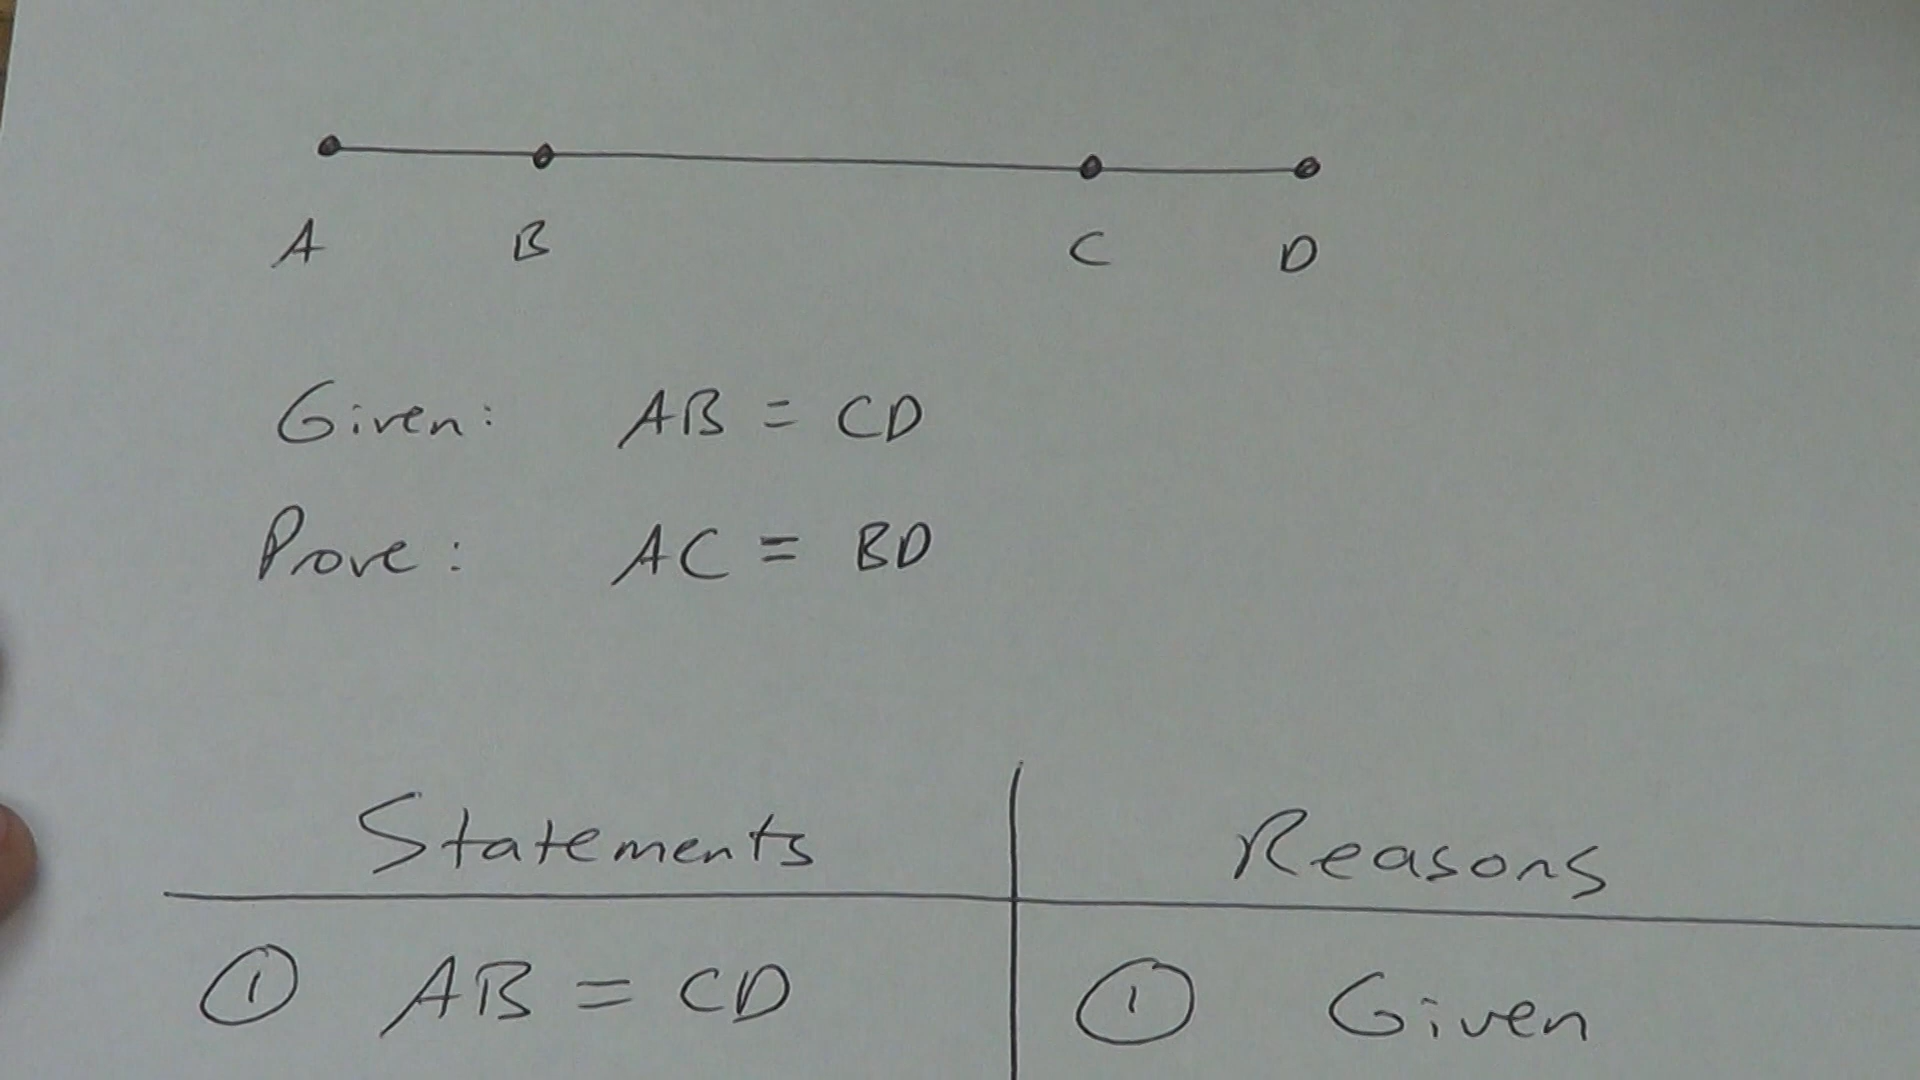 A B C D
Given: AB = CD
Prove: AC = BD
Statements Reasons
① AB = CD ① Given